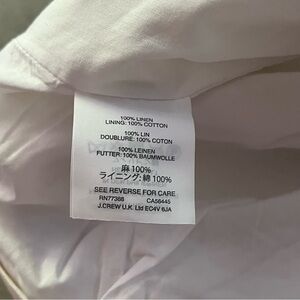 100% LINEN
LINING: 100% COTTON
100% LIN
DOUBLURE: 100% COTON
100% LEINEN
FUTTER: 100% BAUMWOLLE
麻 100%
ライニング: 綿 100%
SEE REVERSE FOR CARE
RN77388 CA56445
J.CREW U.K. Ltd EC4V 6JA